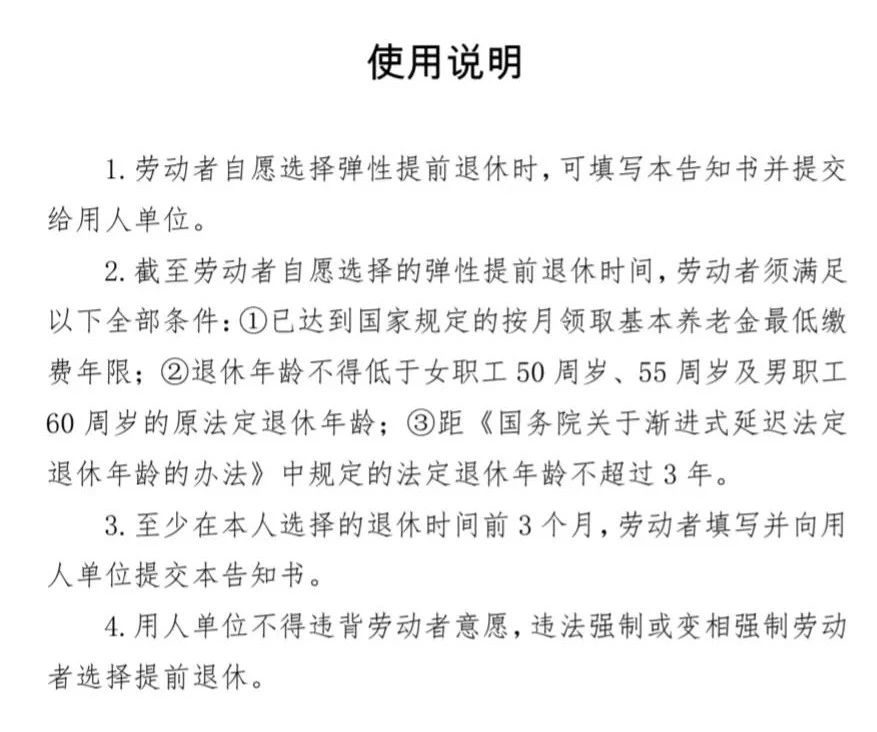 使用说明
1. 劳动者自愿选择弹性提前退休时,可填写本告知书并提交
给用人单位。
2. 截至劳动者自愿选择的弹性提前退休时间,劳动者须满足
以下全部条件:①已达到国家规定的按月领取基本养老金最低缴
费年限;②退休年龄不得低于女职工 50 周岁、55 周岁及男职工
60 周岁的原法定退休年龄;③距《国务院关于渐进式延迟法定
退休年龄的办法》中规定的法定退休年龄不超过 3 年。
3. 至少在本人选择的退休时间前 3 个月,劳动者填写并向用
人单位提交本告知书。
4. 用人单位不得违背劳动者意愿,违法强制或变相强制劳动
者选择提前退休。